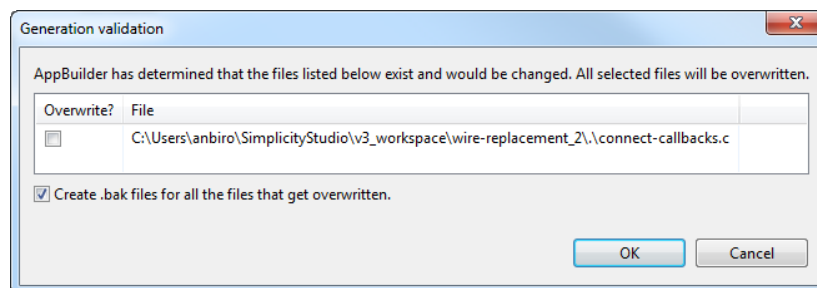 Generation validation
AppBuilder has determined that the files listed below exist and would be changed. All selected files will be overwritten.
Overwrite? File
C:\Users\anbiro\SimplicityStudio\v3_workspace\wire-replacement_2\.\connect-callbacks.c
Create .bak files for all the files that get overwritten.
OK Cancel